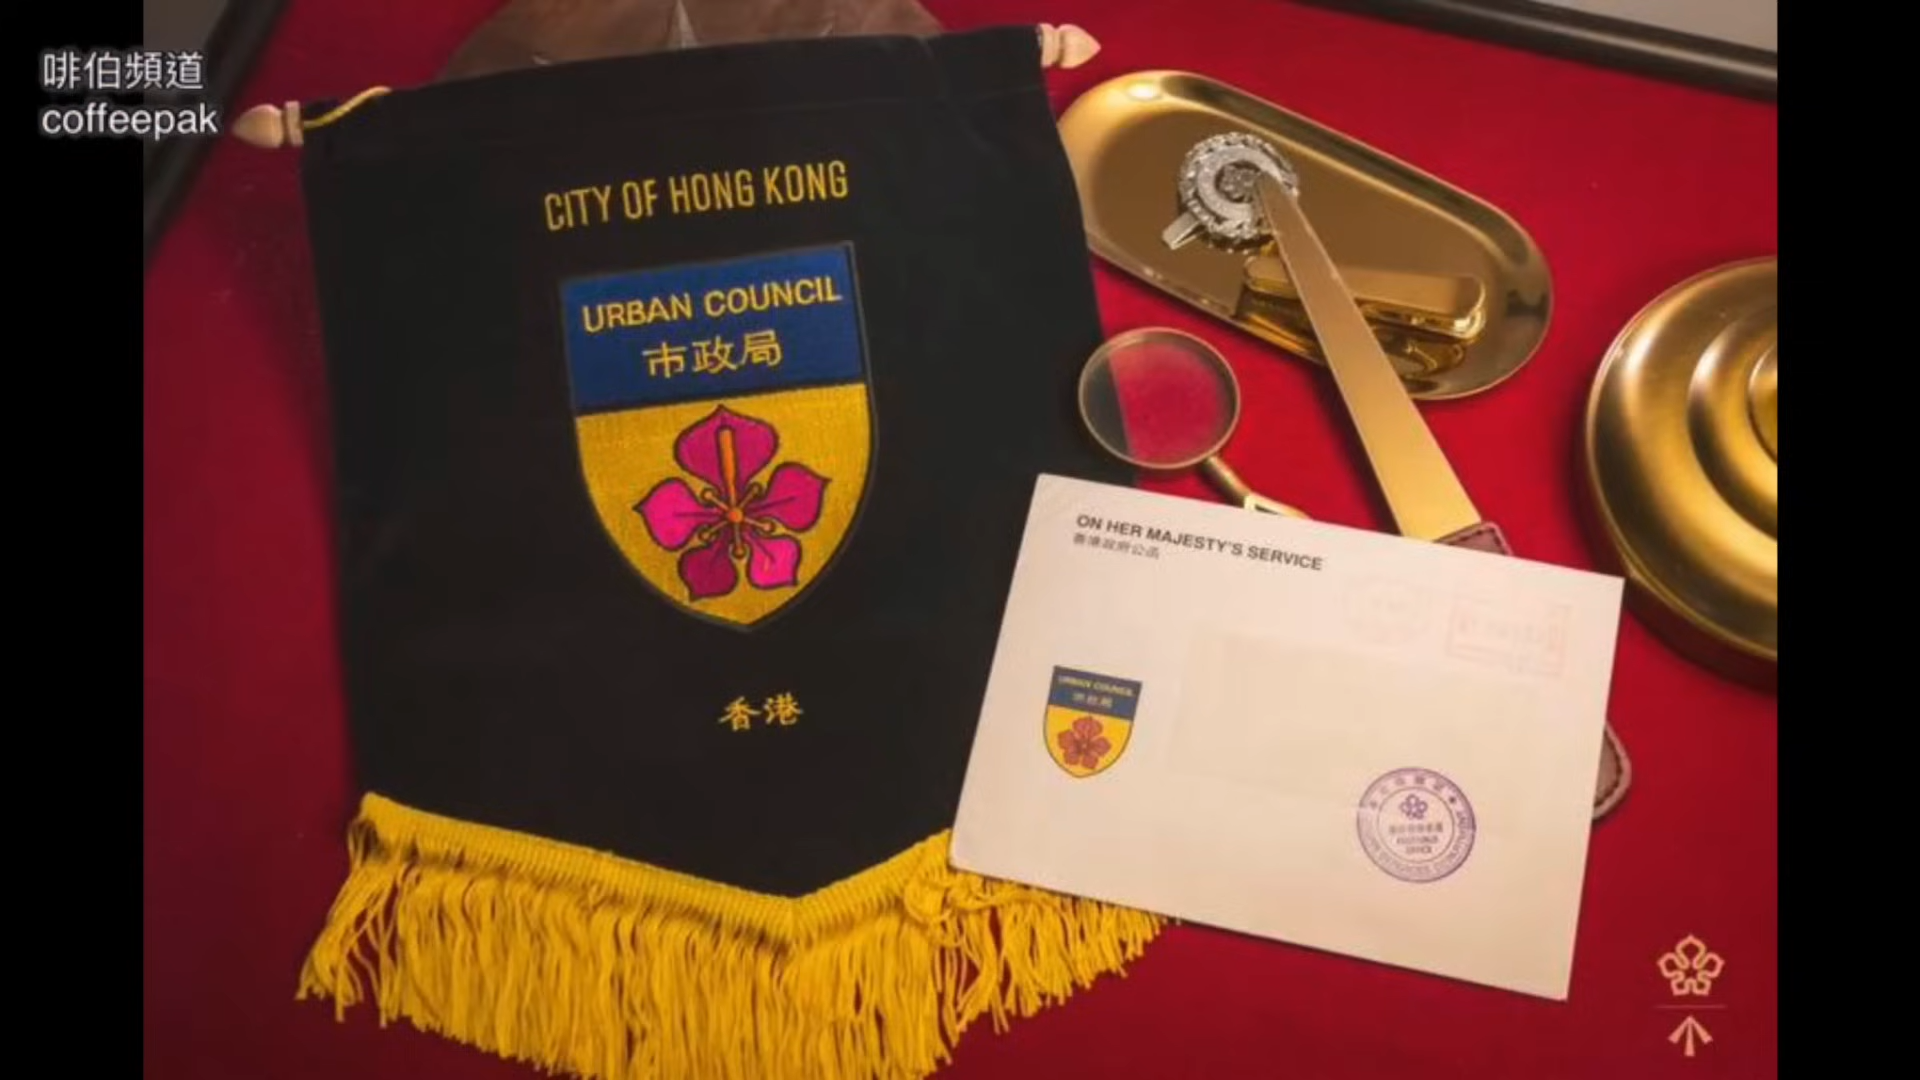 啡伯頻道
coffeepak
CITY OF HONG KONG
URBAN COUNCIL
市政局
香港
ON HER MAJESTY'S SERVICE
香港政府公函
URBAN COUNCIL
市政局